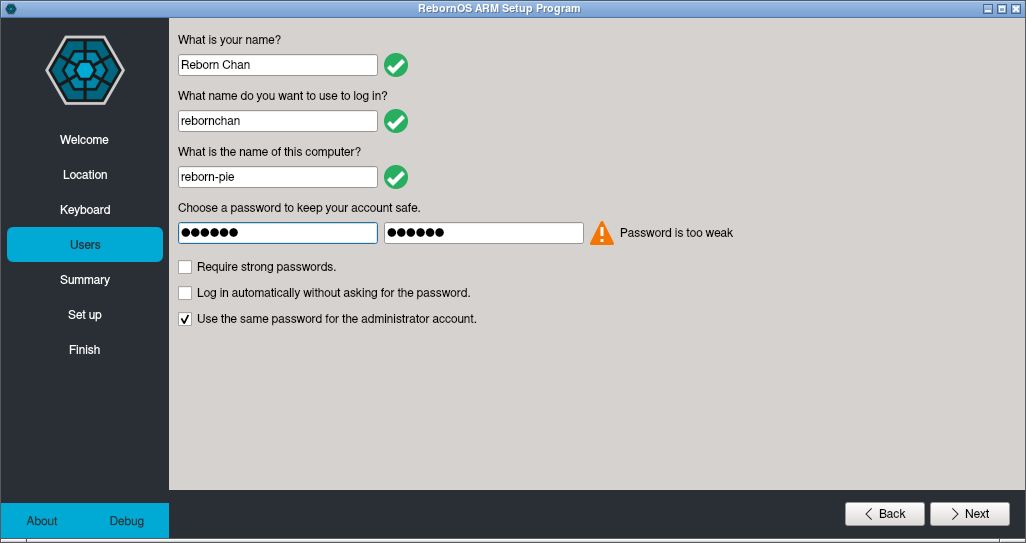 RebornOS ARM Setup Program
Welcome
Location
Keyboard
Users
Summary
Set up
Finish
About
Debug
What is your name?
Reborn Chan
What name do you want to use to log in?
rebornchan
What is the name of this computer?
reborn-pie
Choose a password to keep your account safe.
●●●●●● ●●●●●● Password is too weak
Require strong passwords.
Log in automatically without asking for the password.
Use the same password for the administrator account.
Back
Next